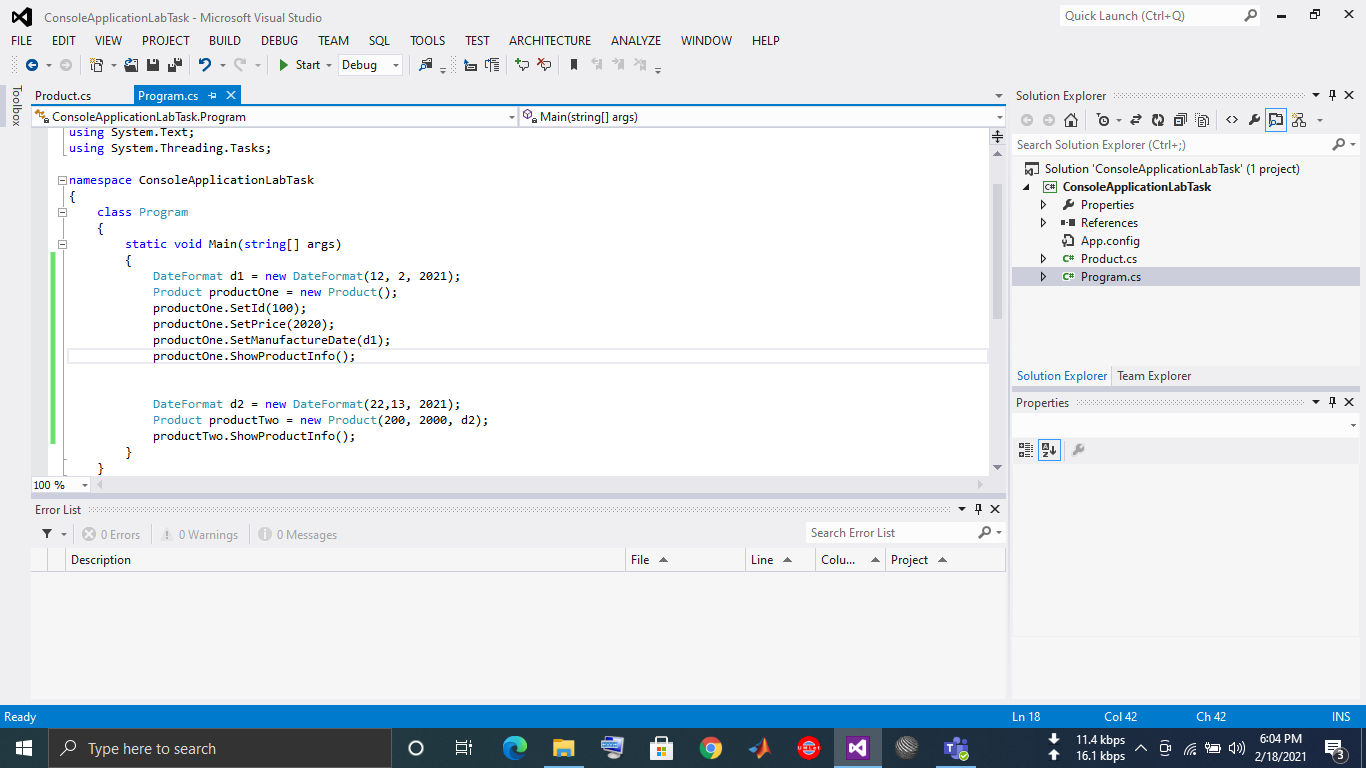 ConsoleApplicationLabTask - Microsoft Visual Studio
Quick Launch (Ctrl+Q)
FILE EDIT VIEW PROJECT BUILD DEBUG TEAM SQL TOOLS TEST ARCHITECTURE ANALYZE WINDOW HELP
Start Debug
Toolbox
Product.cs Program.cs
ConsoleApplicationLabTask.Program Main(string[] args)
using System.Text;
using System.Threading.Tasks;
namespace ConsoleApplicationLabTask
{
class Program
{
static void Main(string[] args)
{
DateFormat d1 = new DateFormat(12, 2, 2021);
Product productOne = new Product();
productOne.SetId(100);
productOne.SetPrice(2020);
productOne.SetManufactureDate(d1);
productOne.ShowProductInfo();
DateFormat d2 = new DateFormat(22,13, 2021);
Product productTwo = new Product(200, 2000, d2);
productTwo.ShowProductInfo();
}
}
100 %
Solution Explorer
Search Solution Explorer (Ctrl+;)
Solution 'ConsoleApplicationLabTask' (1 project)
C# ConsoleApplicationLabTask
Properties
References
App.config
C# Product.cs
C# Program.cs
Solution Explorer Team Explorer
Properties
Error List
0 Errors 0 Warnings 0 Messages
Search Error List
Description File Line Colu... Project
Ready Ln 18 Col 42 Ch 42 INS
Type here to search
11.4 kbps
16.1 kbps
6:04 PM
2/18/2021
3